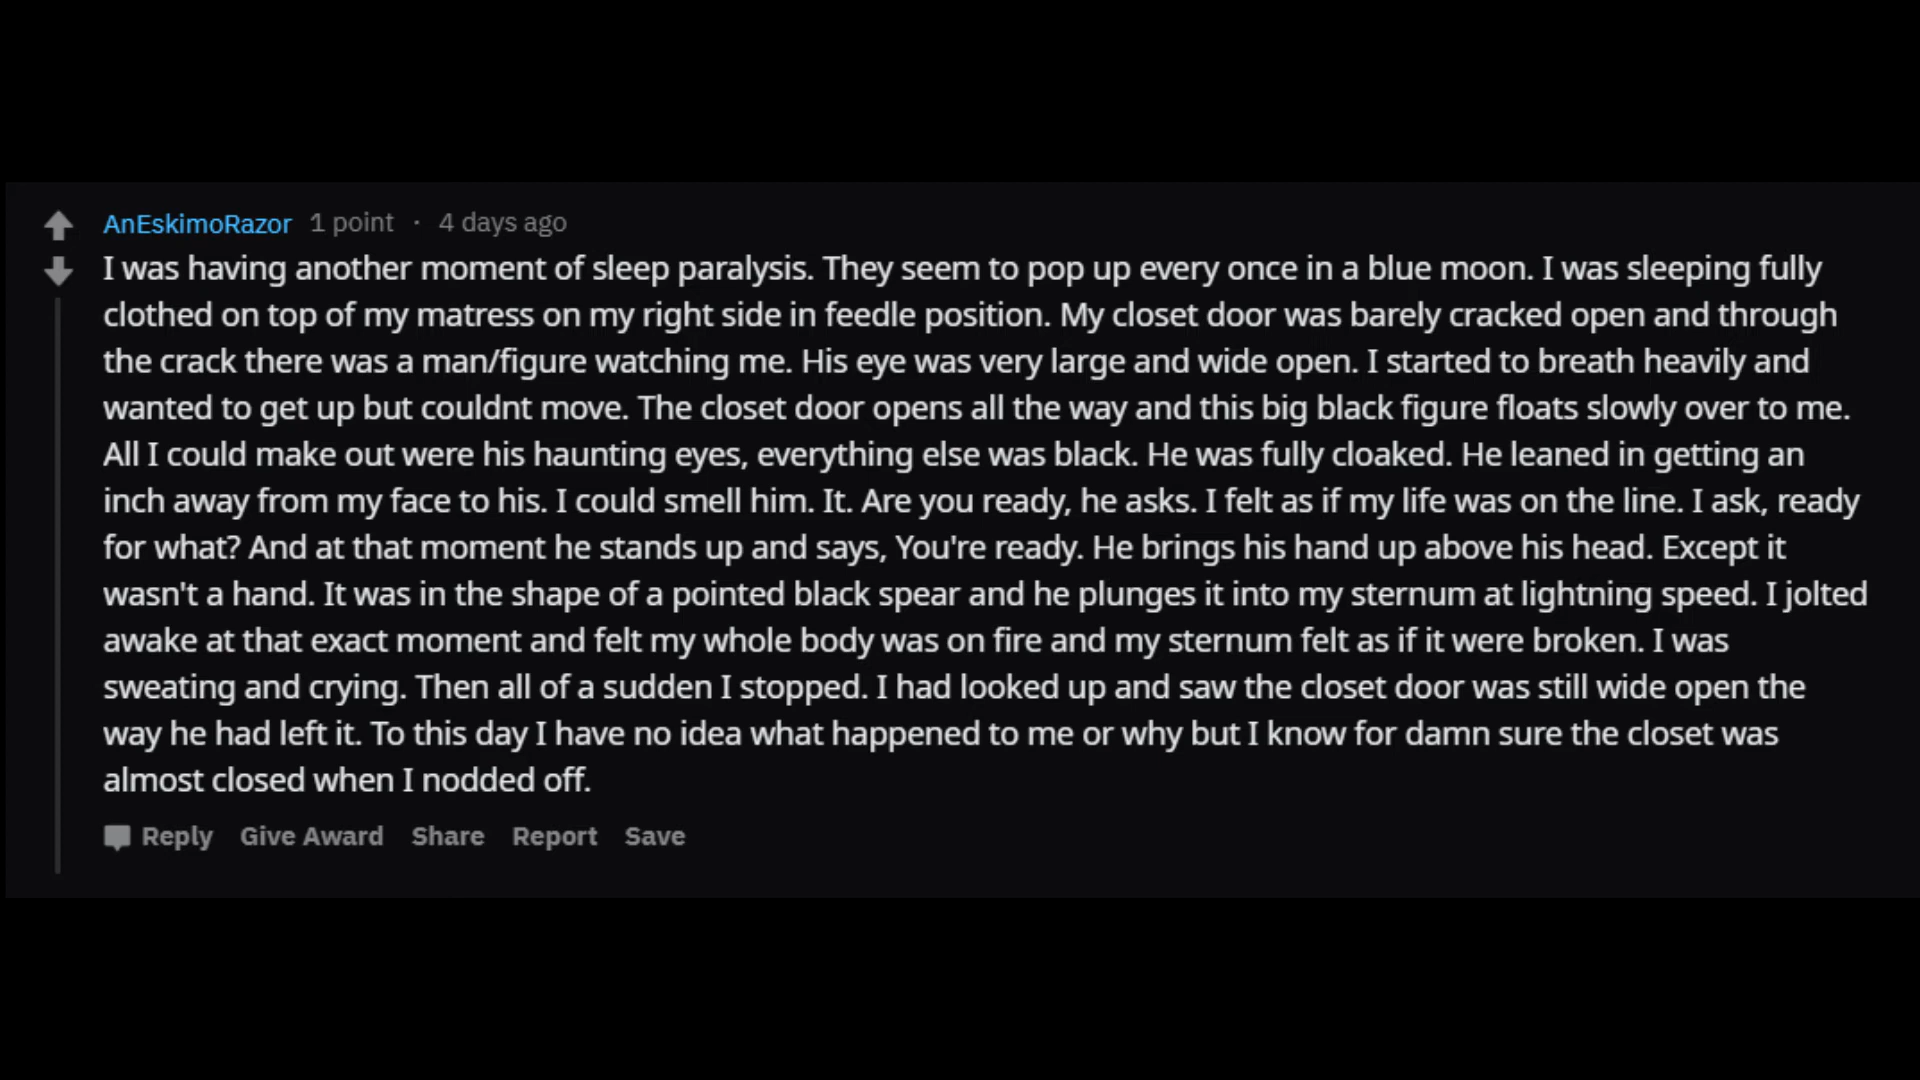 AnEskimoRazor 1 point · 4 days ago
I was having another moment of sleep paralysis. They seem to pop up every once in a blue moon. I was sleeping fully
clothed on top of my matress on my right side in feedle position. My closet door was barely cracked open and through
the crack there was a man/figure watching me. His eye was very large and wide open. I started to breath heavily and
wanted to get up but couldnt move. The closet door opens all the way and this big black figure floats slowly over to me.
All I could make out were his haunting eyes, everything else was black. He was fully cloaked. He leaned in getting an
inch away from my face to his. I could smell him. It. Are you ready, he asks. I felt as if my life was on the line. I ask, ready
for what? And at that moment he stands up and says, You're ready. He brings his hand up above his head. Except it
wasn't a hand. It was in the shape of a pointed black spear and he plunges it into my sternum at lightning speed. I jolted
awake at that exact moment and felt my whole body was on fire and my sternum felt as if it were broken. I was
sweating and crying. Then all of a sudden I stopped. I had looked up and saw the closet door was still wide open the
way he had left it. To this day I have no idea what happened to me or why but I know for damn sure the closet was
almost closed when I nodded off.
Reply Give Award Share Report Save